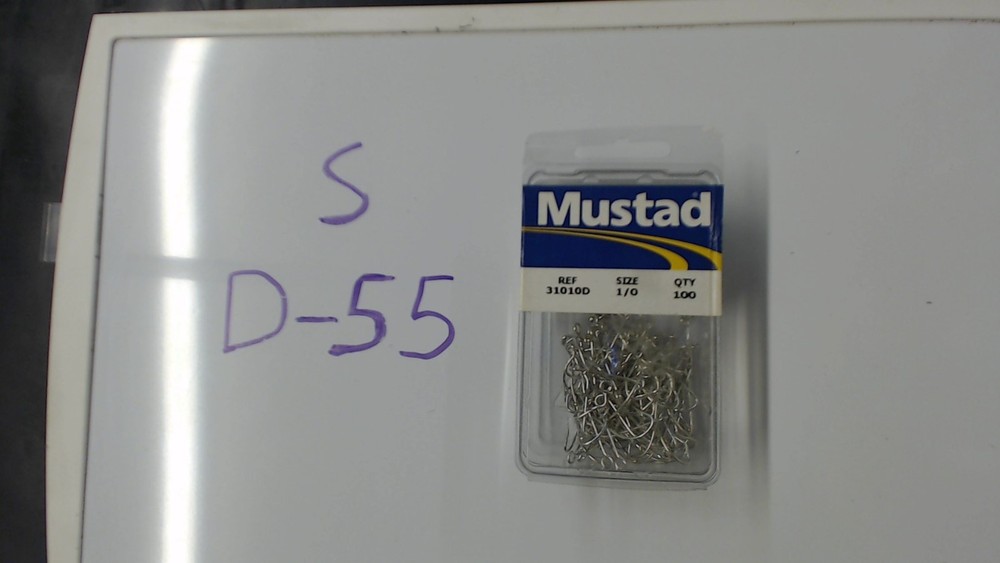 S
D-55
Mustad
REF SIZE QTY
31010D 1/0 100